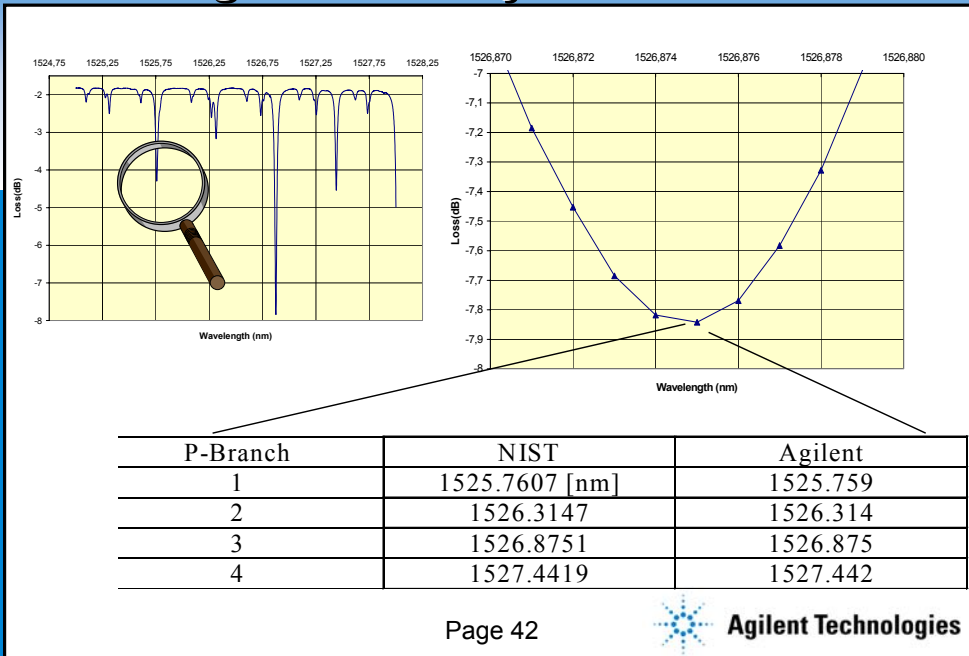 1524,75 1525,25 1525,75 1526,25 1526,75 1527,25 1527,75 1528,25
-2
-3
-4
-5
-6
-7
-8
Loss(dB)
Wavelength (nm)
1526,870 1526,872 1526,874 1526,876 1526,878 1526,880
-7
-7,1
-7,2
-7,3
-7,4
-7,5
-7,6
-7,7
-7,8
-7,9
-8
Loss(dB)
Wavelength (nm)
P-Branch NIST Agilent
1 1525.7607 [nm] 1525.759
2 1526.3147 1526.314
3 1526.8751 1526.875
4 1527.4419 1527.442
Page 42
Agilent Technologies